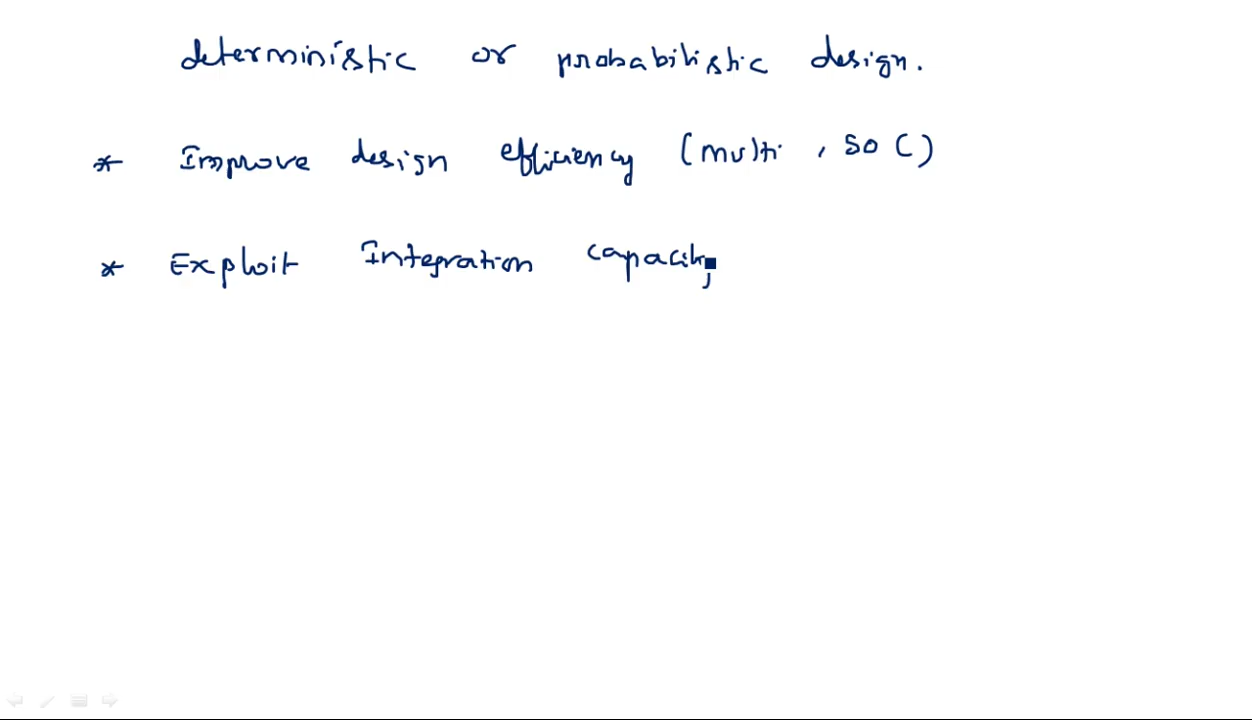 deterministic or probabilistic design.
* Improve design efficiency (multi, SOC)
* Exploit Integration capacity